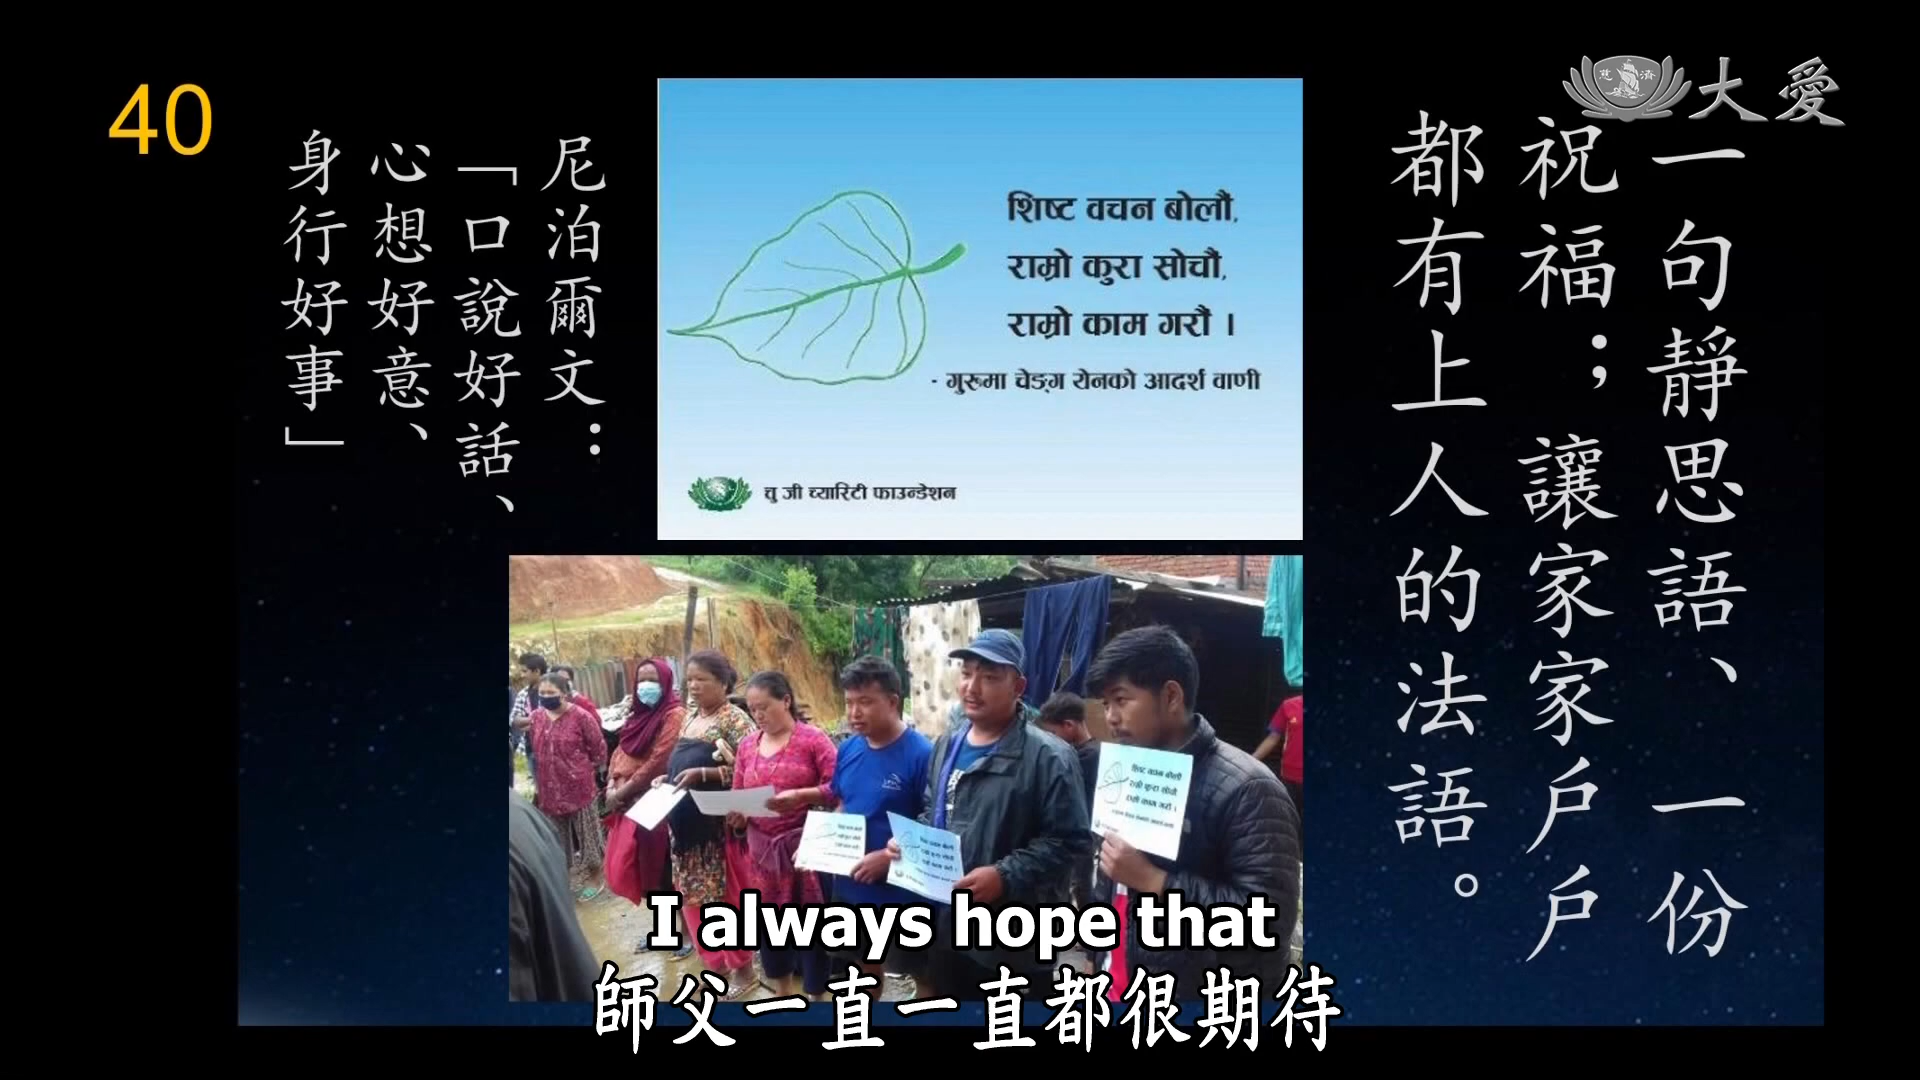 40
大愛
一句靜思語、一份
祝福；讓家家戶戶
都有上人的法語。
尼泊爾文：
「口說好話、
心想好意、
身行好事」
शिष्ट वचन बोलौं,
राम्रो कुरा सोचौं,
राम्रो काम गरौं ।
- गुरुमा चेङ्ग येनको आदर्श वाणी
चु जी च्यारिटी फाउन्डेशन
शिष्ट वचन बोलौं
राम्रो कुरा सोचौं
राम्रो काम गरौं ।
I always hope that
師父一直一直都很期待